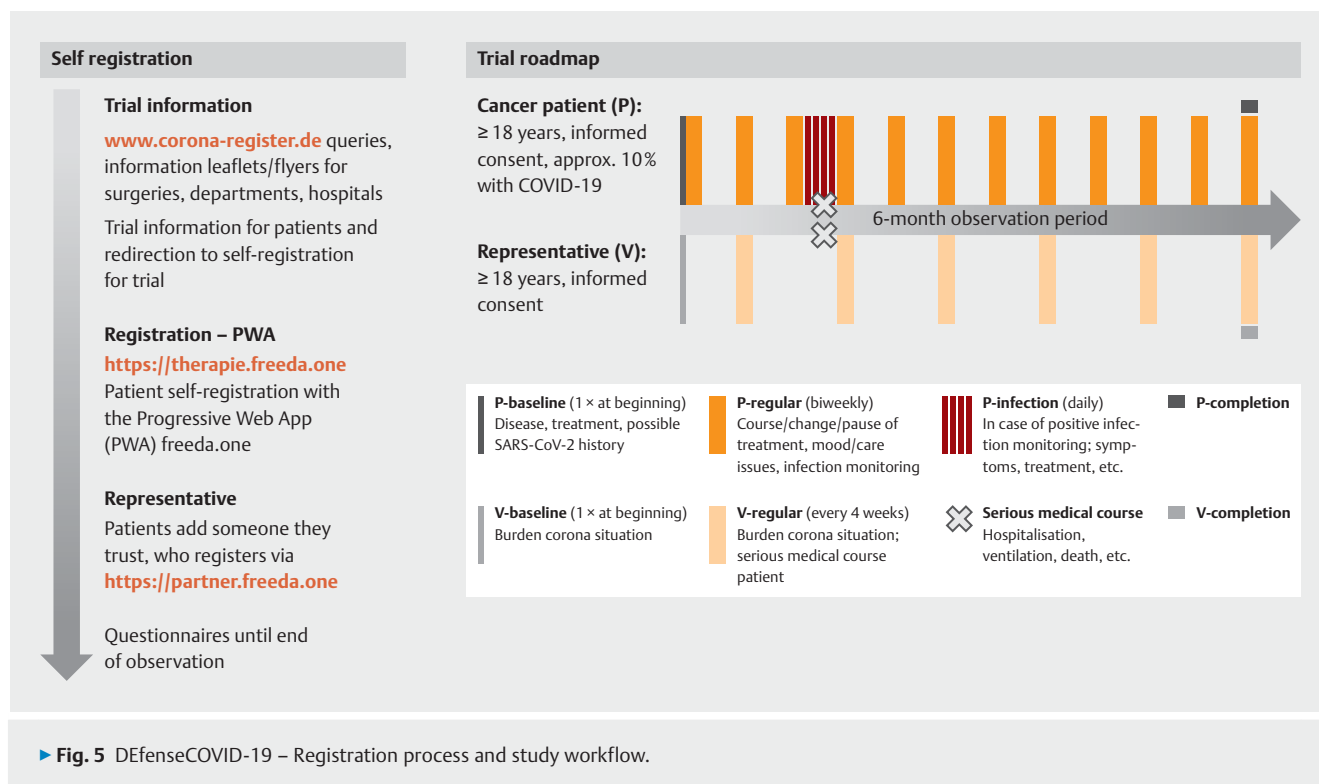 Self registration
Trial information
www.corona-register.de queries,
information leaflets/flyers for
surgeries, departments, hospitals
Trial information for patients and
redirection to self-registration
for trial
Registration – PWA
https://therapie.freeda.one
Patient self-registration with
the Progressive Web App
(PWA) freeda.one
Representative
Patients add someone they
trust, who registers via
https://partner.freeda.one
Questionnaires until end
of observation
Trial roadmap
Cancer patient (P):
≥ 18 years, informed
consent, approx. 10%
with COVID-19
Representative (V):
≥ 18 years, informed
consent
6-month observation period
P-baseline (1 × at beginning)
Disease, treatment, possible
SARS-CoV-2 history
P-regular (biweekly)
Course/change/pause of
treatment, mood/care
issues, infection monitoring
P-infection (daily)
In case of positive infec-
tion monitoring; symp-
toms, treatment, etc.
P-completion
V-baseline (1 × at beginning)
Burden corona situation
V-regular (every 4 weeks)
Burden corona situation;
serious medical course
patient
Serious medical course
Hospitalisation,
ventilation, death, etc.
V-completion
▶ Fig. 5 DEfenseCOVID-19 – Registration process and study workflow.